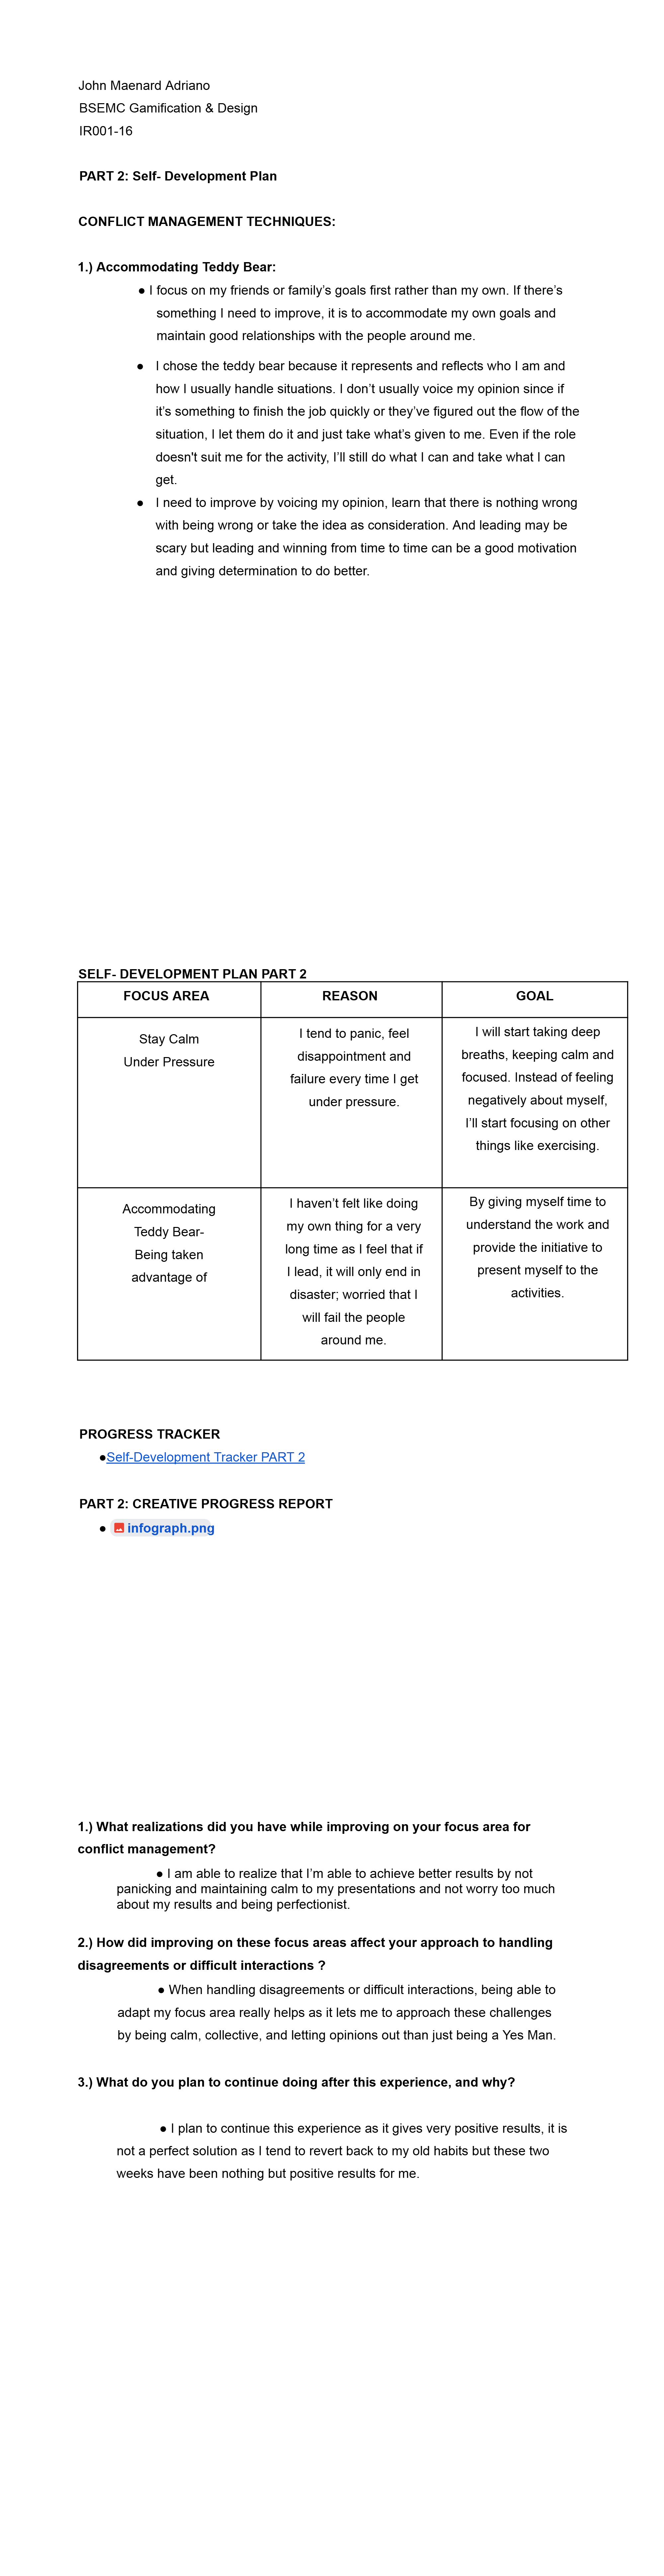 John Maenard Adriano
BSEMC Gamification & Design
IR001-16
PART 2: Self- Development Plan
CONFLICT MANAGEMENT TECHNIQUES:
1.) Accommodating Teddy Bear:
● I focus on my friends or family's goals first rather than my own. If there's
something I need to improve, it is to accommodate my own goals and
maintain good relationships with the people around me.
● I chose the teddy bear because it represents and reflects who I am and
how I usually handle situations. I don't usually voice my opinion since if
it's something to finish the job quickly or they've figured out the flow of the
situation, I let them do it and just take what's given to me. Even if the role
doesn't suit me for the activity, I'll still do what I can and take what I can
get.
● I need to improve by voicing my opinion, learn that there is nothing wrong
with being wrong or take the idea as consideration. And leading may be
scary but leading and winning from time to time can be a good motivation
and giving determination to do better.
SELF- DEVELOPMENT PLAN PART 2
FOCUS AREA
REASON
GOAL
Stay Calm
Under Pressure
I tend to panic, feel
disappointment and
failure every time I get
under pressure.
I will start taking deep
breaths, keeping calm and
focused. Instead of feeling
negatively about myself,
I'll start focusing on other
things like exercising.
Accommodating
Teddy Bear-
Being taken
advantage of
I haven't felt like doing
my own thing for a very
long time as I feel that if
I lead, it will only end in
disaster; worried that I
will fail the people
around me.
By giving myself time to
understand the work and
provide the initiative to
present myself to the
activities.
PROGRESS TRACKER
●Self-Development Tracker PART 2
PART 2: CREATIVE PROGRESS REPORT
● infograph.png
1.) What realizations did you have while improving on your focus area for
conflict management?
● I am able to realize that I'm able to achieve better results by not
panicking and maintaining calm to my presentations and not worry too much
about my results and being perfectionist.
2.) How did improving on these focus areas affect your approach to handling
disagreements or difficult interactions ?
● When handling disagreements or difficult interactions, being able to
adapt my focus area really helps as it lets me to approach these challenges
by being calm, collective, and letting opinions out than just being a Yes Man.
3.) What do you plan to continue doing after this experience, and why?
● I plan to continue this experience as it gives very positive results, it is
not a perfect solution as I tend to revert back to my old habits but these two
weeks have been nothing but positive results for me.